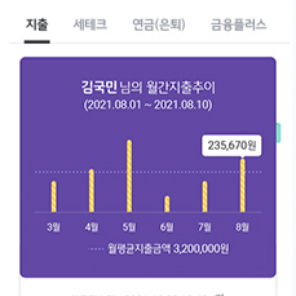 지출 세테크 연금(은퇴) 금융플러스
김국민 님의 월간지출추이
(2021.08.01 ~ 2021.08.10)
235,670원
3월 4월 5월 6월 7월 8월
월평균지출금액 3,200,000원